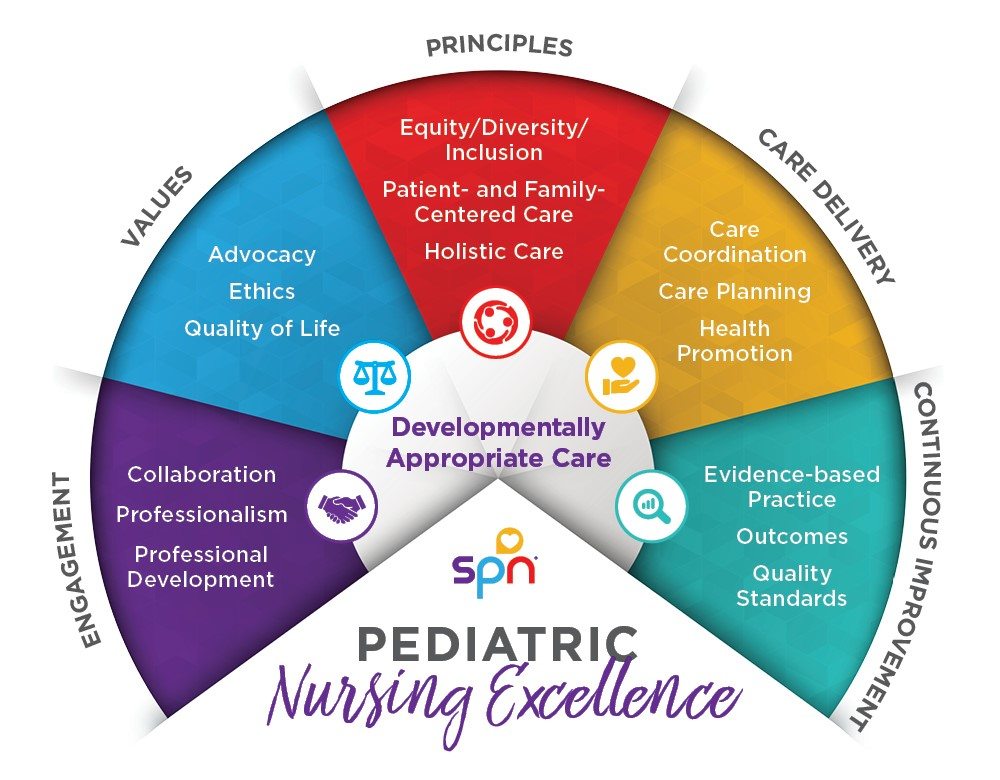 PRINCIPLES
VALUES
CARE DELIVERY
ENGAGEMENT
CONTINUOUS IMPROVEMENT
Equity/Diversity/
Inclusion
Patient- and Family-
Centered Care
Holistic Care
Advocacy
Ethics
Quality of Life
Care
Coordination
Care Planning
Health
Promotion
Collaboration
Professionalism
Professional
Development
Developmentally
Appropriate Care
Evidence-based
Practice
Outcomes
Quality
Standards
spn
PEDIATRIC
Nursing Excellence